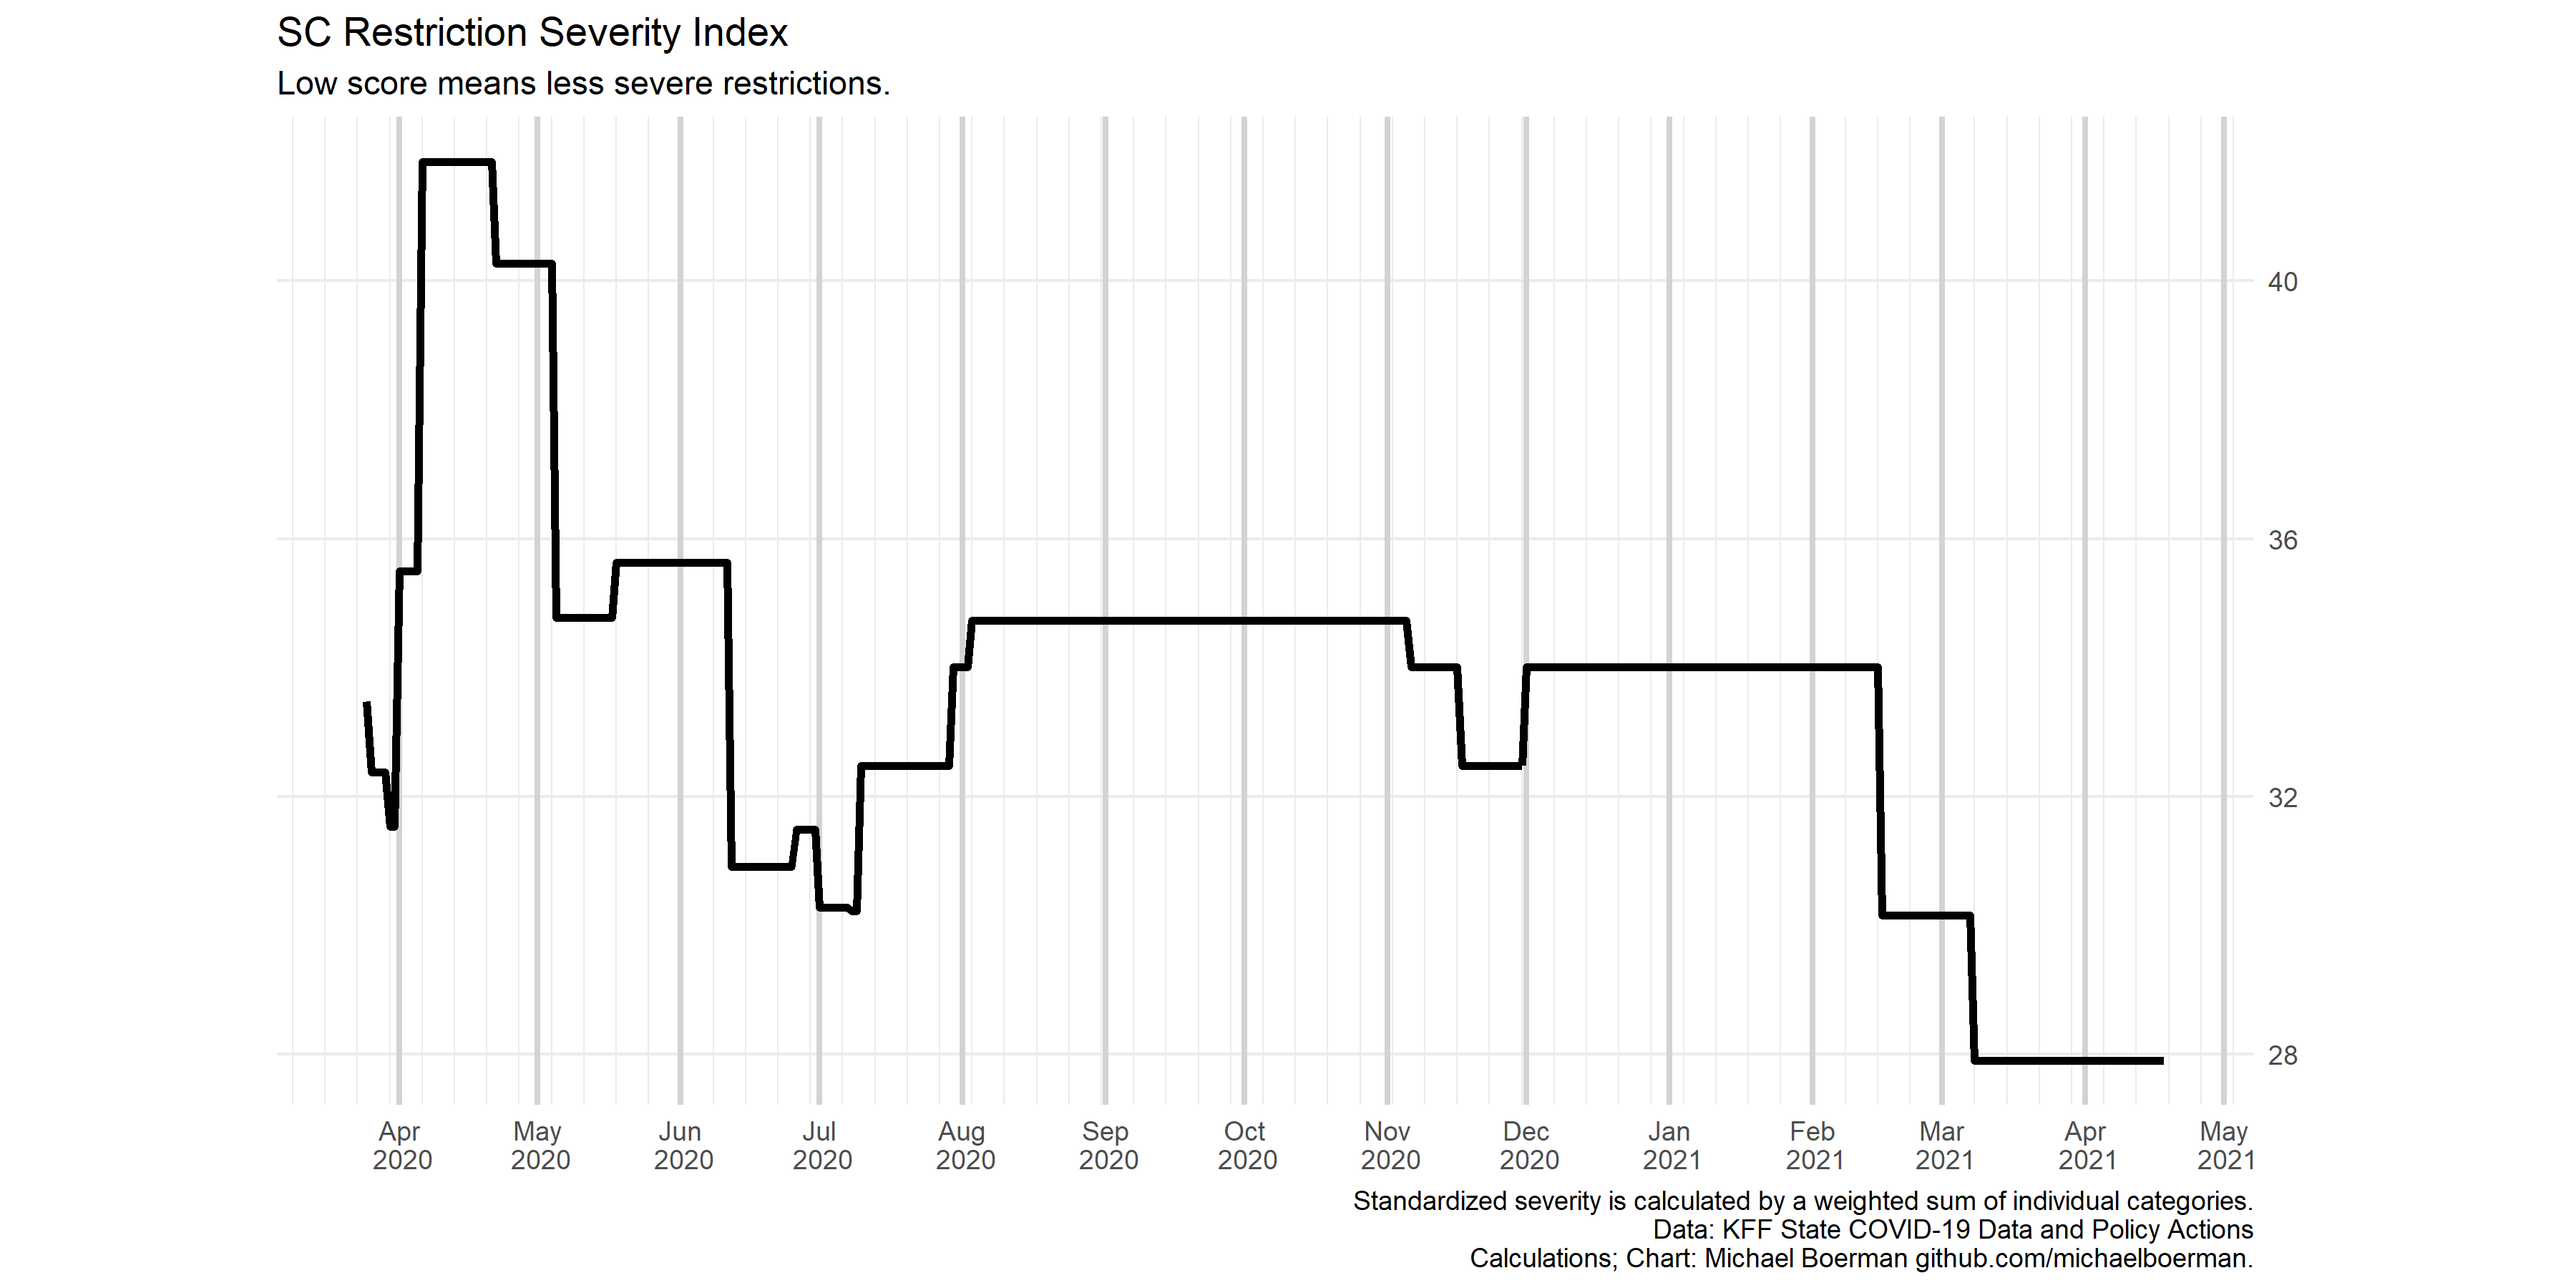 SC Restriction Severity Index
Low score means less severe restrictions.
40
36
32
28
Apr May Jun Jul Aug Sep Oct Nov Dec Jan Feb Mar Apr May
2020 2020 2020 2020 2020 2020 2020 2020 2020 2021 2021 2021 2021 2021
Standardized severity is calculated by a weighted sum of individual categories.
Data: KFF State COVID-19 Data and Policy Actions
Calculations; Chart: Michael Boerman github.com/michaelboerman.